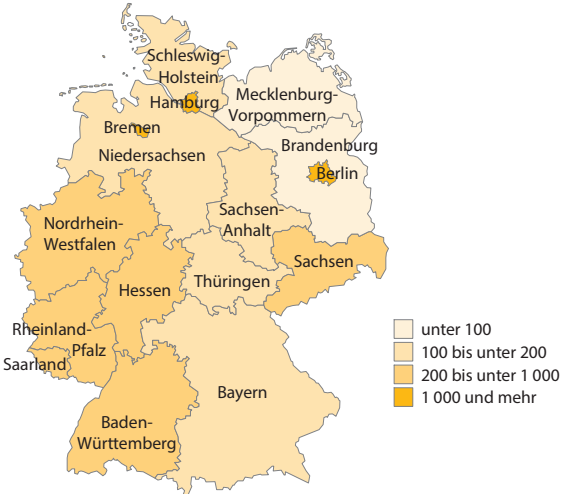 Schleswig-
Holstein
Hamburg
Mecklenburg-
Vorpommern
Bremen
Niedersachsen
Brandenburg
Berlin
Nordrhein-
Westfalen
Sachsen-
Anhalt
Sachsen
Hessen
Thüringen
Rheinland-
Pfalz
Saarland
Bayern
Baden-
Württemberg
unter 100
100 bis unter 200
200 bis unter 1 000
1 000 und mehr